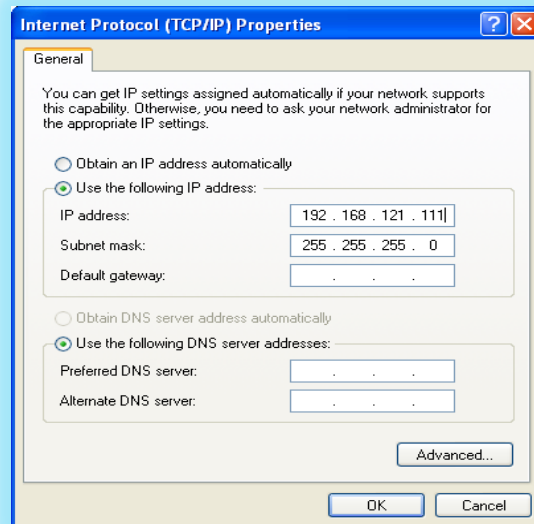 Internet Protocol (TCP/IP) Properties
General
You can get IP settings assigned automatically if your network supports
this capability. Otherwise, you need to ask your network administrator for
the appropriate IP settings.
Obtain an IP address automatically
Use the following IP address:
IP address: 192 . 168 . 121 . 111
Subnet mask: 255 . 255 . 255 . 0
Default gateway: . . .
Obtain DNS server address automatically
Use the following DNS server addresses:
Preferred DNS server: . . .
Alternate DNS server: . . .
Advanced...
OK Cancel